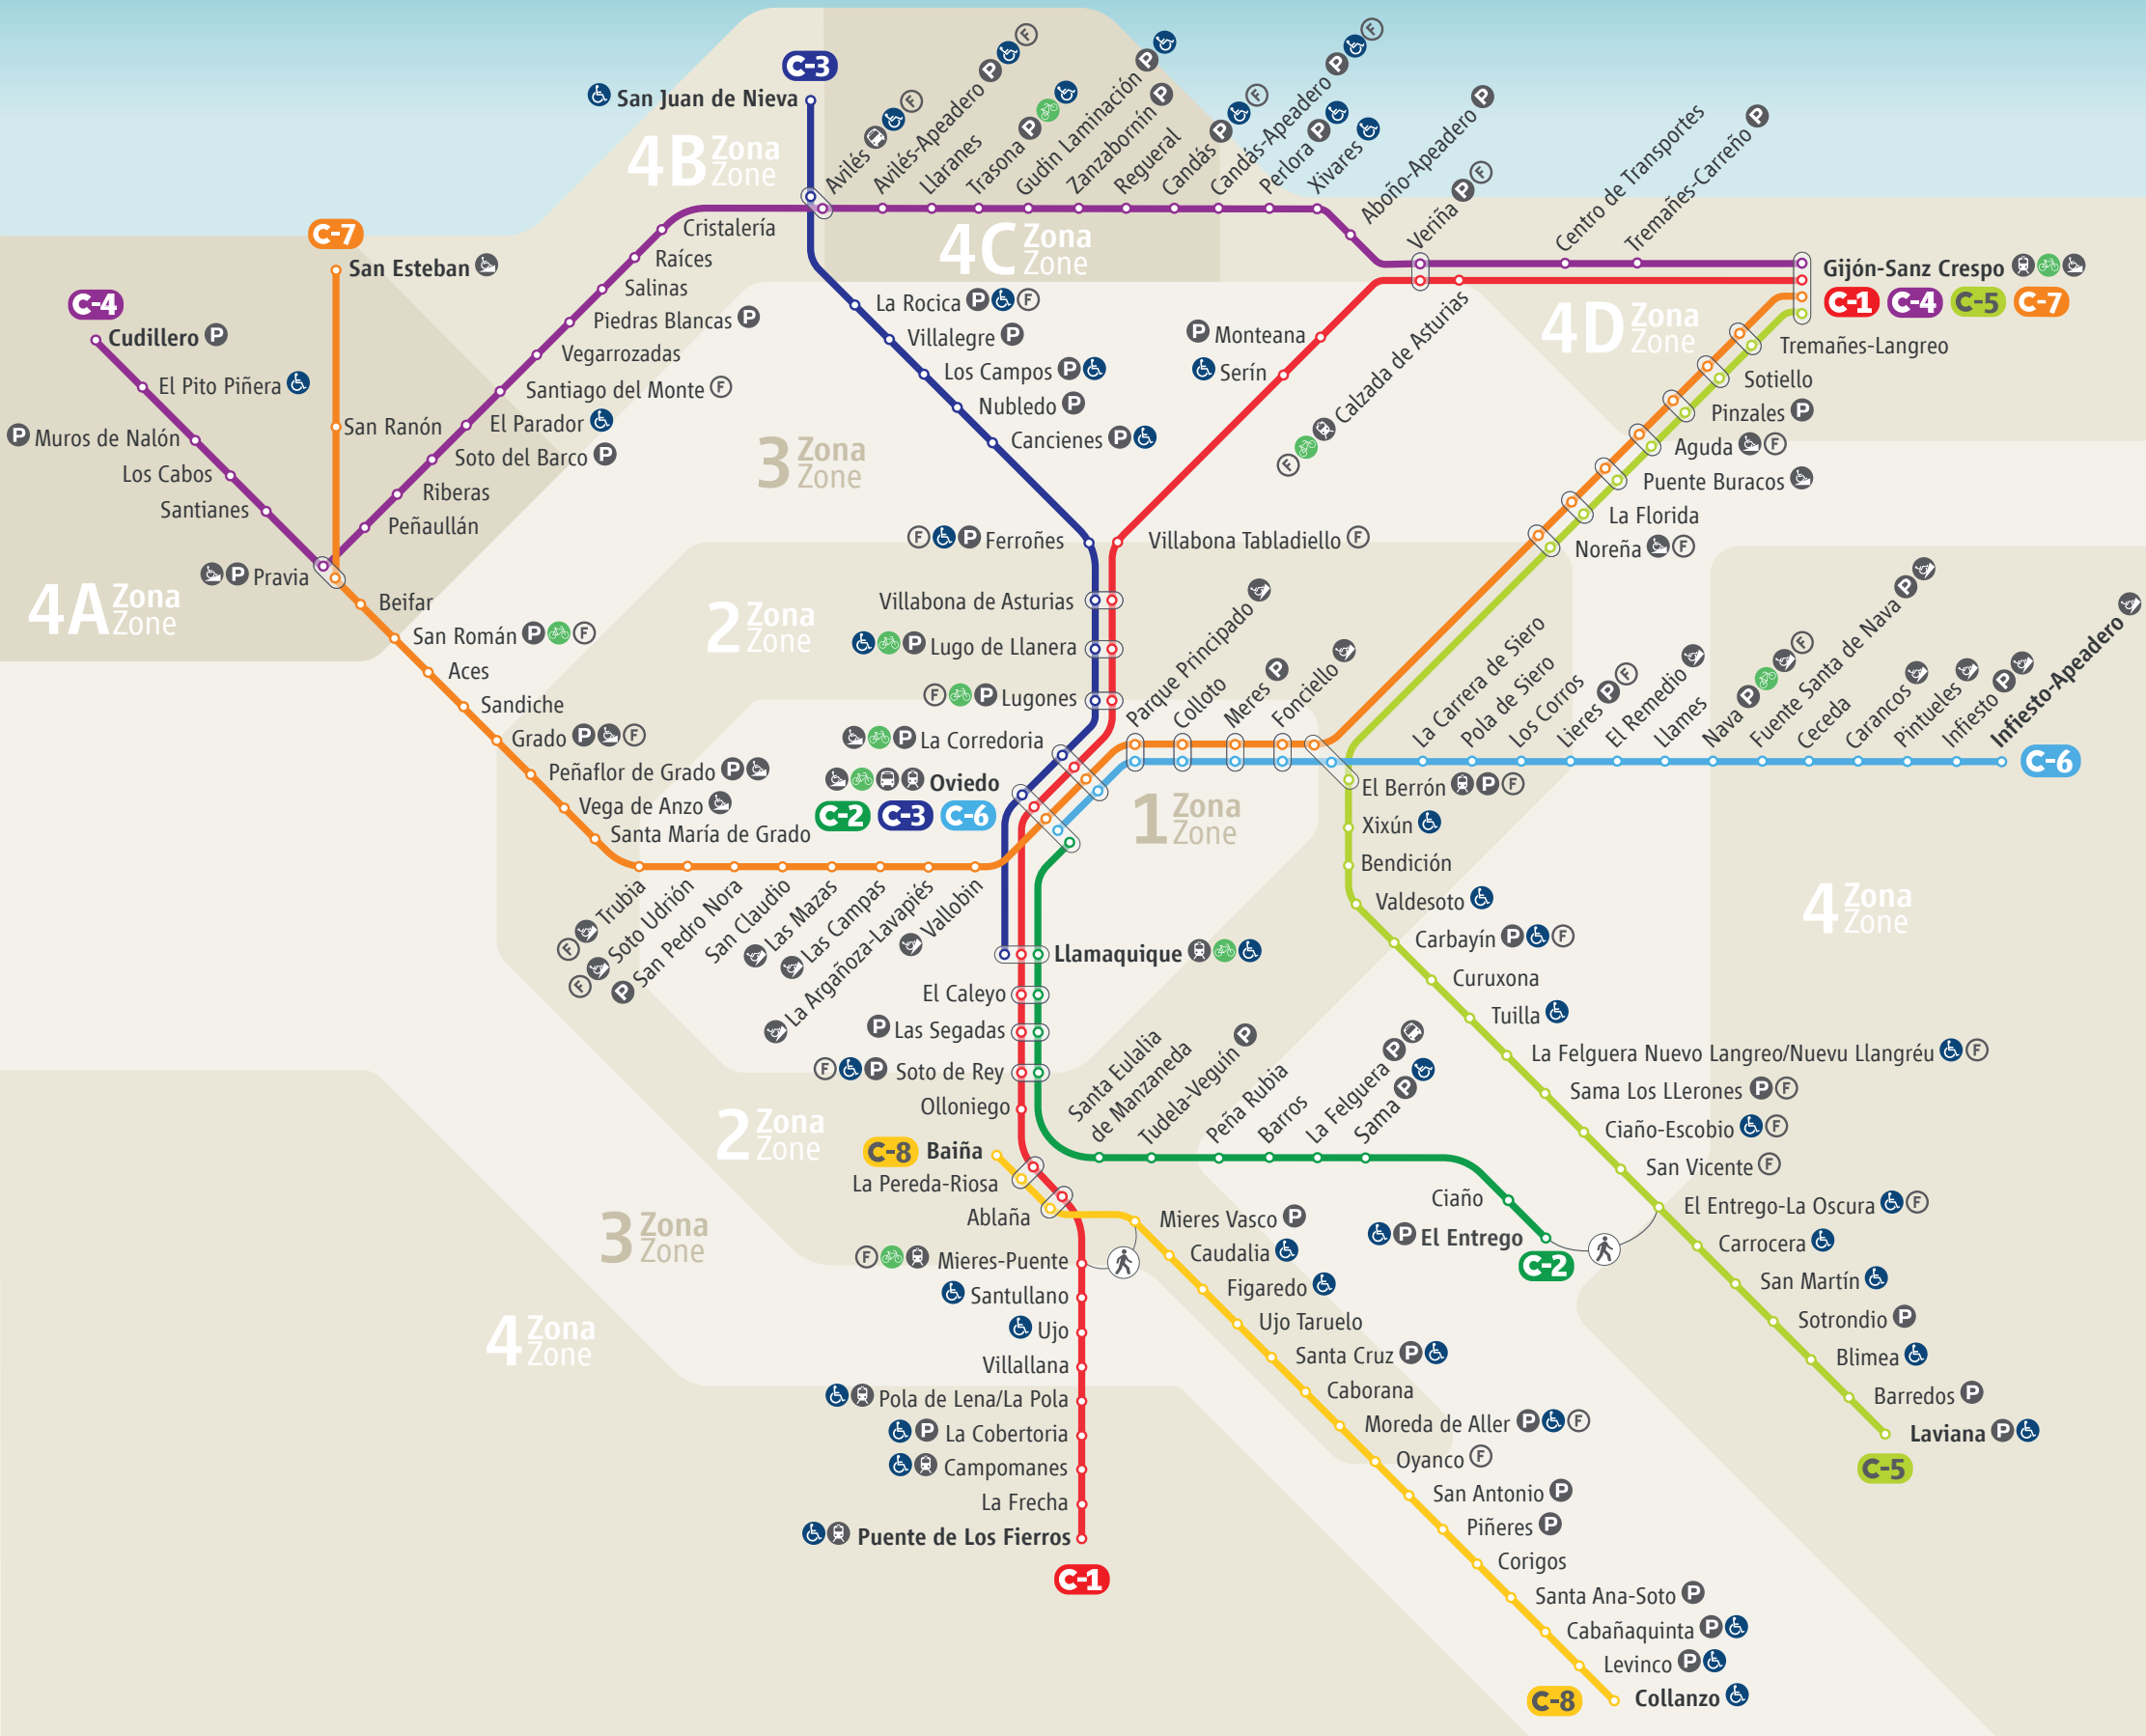 C-3
San Juan de Nieva
4B Zona
Zone
Avilés
Avilés-Apeadero
Llaranes
Trasona
Gudin Laminación
Zanzabornín
Regueral
Candás
Candás-Apeadero
Perlora
Xivares
Aboño-Apeadero
Veriña
Centro de Transportes
Tremañes-Carreño
Gijón-Sanz Crespo
C-1 C-4 C-5 C-7
4C Zona
Zone
4D Zona
Zone
C-7
San Esteban
San Ranón
C-4
Cudillero
El Pito Piñera
Muros de Nalón
Los Cabos
Santianes
Pravia
4A Zona
Zone
Cristalería
Raíces
Salinas
Piedras Blancas
Vegarrozadas
Santiago del Monte
El Parador
Soto del Barco
Riberas
Peñaullán
La Rocica
Villalegre
Los Campos
Nubledo
Cancienes
Ferroñes
3 Zona
Zone
Monteana
Serín
Calzada de Asturias
Villabona Tabladiello
Tremañes-Langreo
Sotiello
Pinzales
Aguda
Puente Buracos
La Florida
Noreña
Beifar
San Román
Aces
Sandiche
Grado
Peñaflor de Grado
Vega de Anzo
Santa María de Grado
2 Zona
Zone
Villabona de Asturias
Lugo de Llanera
Lugones
La Corredoria
Oviedo
C-2 C-3 C-6
Parque Principado
Colloto
Meres
Fonciello
La Carrera de Siero
Pola de Siero
Los Corros
Lieres
El Remedio
Llames
Nava
Fuente Santa de Nava
Ceceda
Carancos
Pintueles
Infiesto
Infiesto-Apeadero
C-6
1 Zona
Zone
El Berrón
Xixún
Bendición
Valdesoto
Carbayín
Curuxona
Tuilla
La Felguera Nuevo Langreo/Nuevu Llangréu
Sama Los LLerones
Ciaño-Escobio
San Vicente
El Entrego-La Oscura
Carrocera
San Martín
Sotrondio
Blimea
Barredos
Laviana
C-5
4 Zona
Zone
Trubia
Soto Udrión
San Pedro Nora
San Claudio
Las Mazas
Las Campas
La Argañoza-Lavapiés
Vallobin
Llamaquique
El Caleyo
Las Segadas
Soto de Rey
Olloniego
2 Zona
Zone
Santa Eulalia
de Manzaneda
Tudela-Veguín
Peña Rubia
Barros
La Felguera
Sama
Ciaño
El Entrego
C-2
C-8 Baiña
La Pereda-Riosa
Ablaña
3 Zona
Zone
Mieres-Puente
Santullano
Ujo
Villallana
Pola de Lena/La Pola
La Cobertoria
Campomanes
La Frecha
Puente de Los Fierros
C-1
4 Zona
Zone
Mieres Vasco
Caudalia
Figaredo
Ujo Taruelo
Santa Cruz
Caborana
Moreda de Aller
Oyanco
San Antonio
Piñeres
Corigos
Santa Ana-Soto
Cabañaquinta
Levinco
C-8 Collanzo